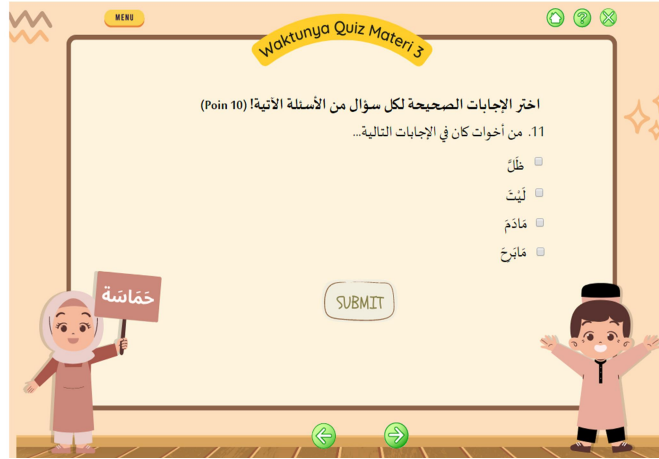 MENU
Waktunya Quiz Materi 3
اختر الإجابات الصحيحة لكل سؤال من الأسئلة الآتية! (Poin 10)
11. من أخوات كان في الإجابات التالية...
ظَلَّ
لَيْتَ
مَادَمَ
مَابَرِحَ
حَمَاسَة
SUBMIT